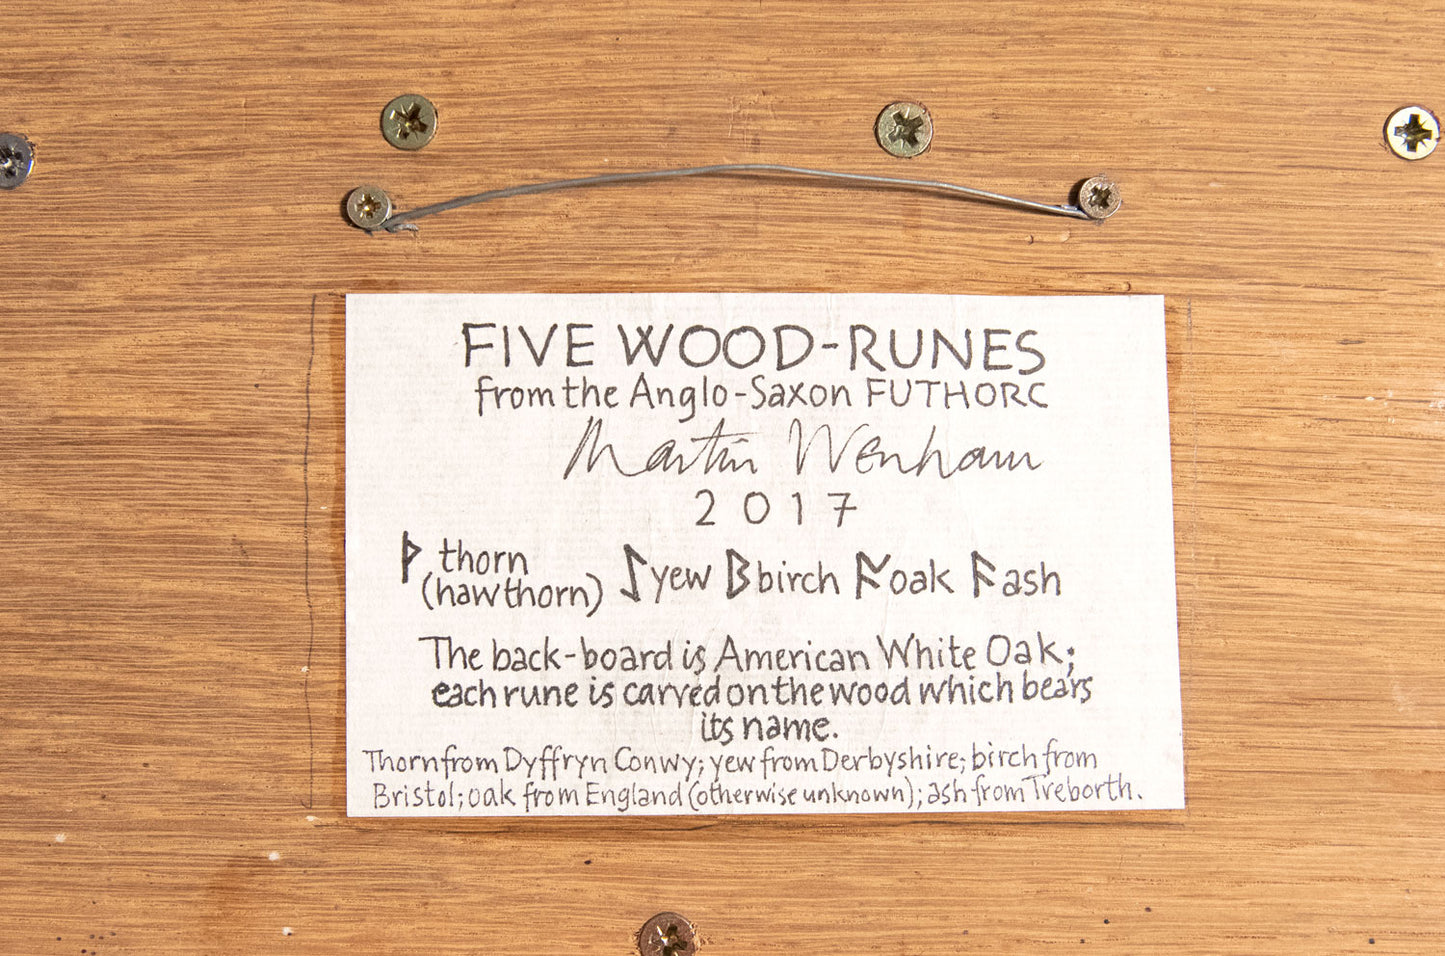 FIVE WOOD-RUNES
from the Anglo-Saxon FUTHORC
Martin Wenham
2017
ᚦ thorn
(hawthorn) ᛇ yew ᛒ birch ᚩ oak ᚫ ash
The back-board is American White Oak;
each rune is carved on the wood which bears
its name.
Thorn from Dyffryn Conwy; yew from Derbyshire; birch from
Bristol; oak from England (otherwise unknown); ash from Treborth.